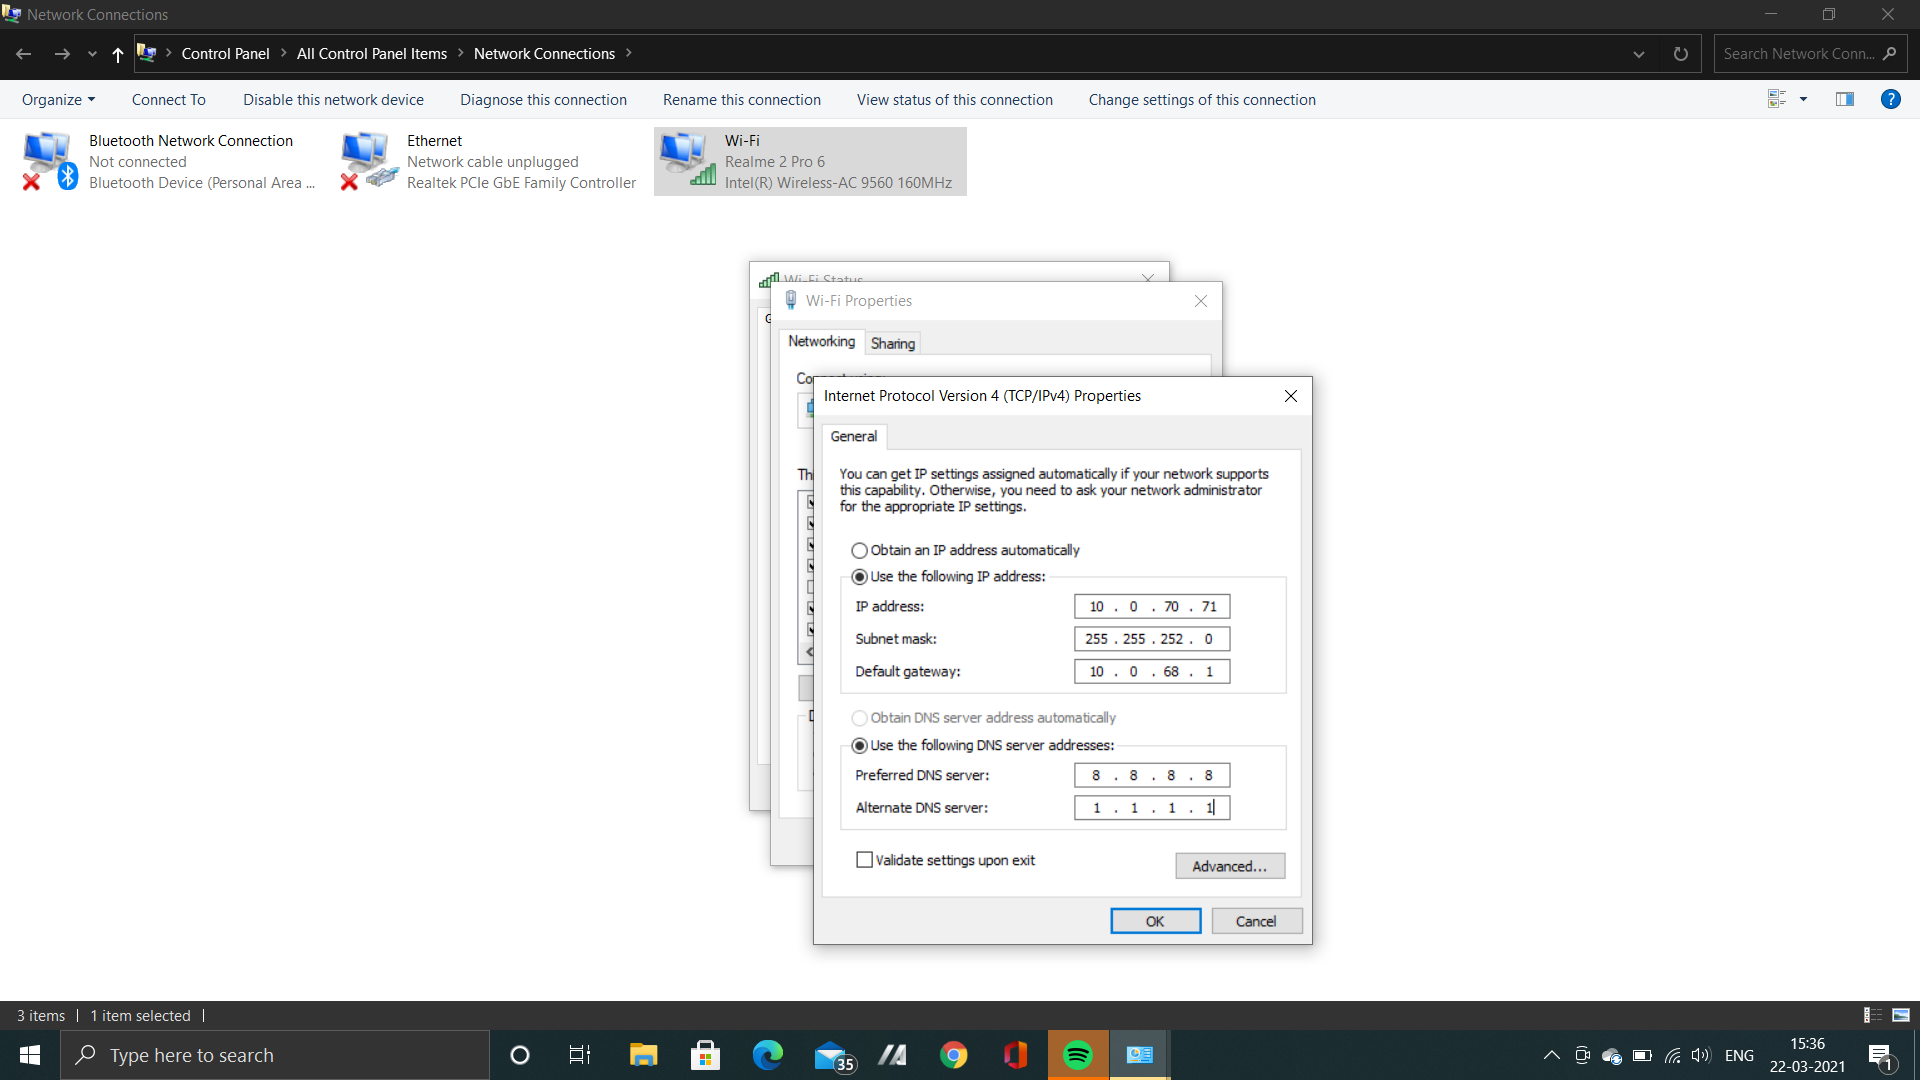 Network Connections
Control Panel > All Control Panel Items > Network Connections >
Search Network Conn...
Organize
Connect To
Disable this network device
Diagnose this connection
Rename this connection
View status of this connection
Change settings of this connection
Bluetooth Network Connection
Not connected
Bluetooth Device (Personal Area ...
Ethernet
Network cable unplugged
Realtek PCIe GbE Family Controller
Wi-Fi
Realme 2 Pro 6
Intel(R) Wireless-AC 9560 160MHz
Wi-Fi Status
Wi-Fi Properties
Networking
Sharing
Internet Protocol Version 4 (TCP/IPv4) Properties
General
You can get IP settings assigned automatically if your network supports
this capability. Otherwise, you need to ask your network administrator
for the appropriate IP settings.
Obtain an IP address automatically
Use the following IP address:
IP address: 10 . 0 . 70 . 71
Subnet mask: 255 . 255 . 252 . 0
Default gateway: 10 . 0 . 68 . 1
Obtain DNS server address automatically
Use the following DNS server addresses:
Preferred DNS server: 8 . 8 . 8 . 8
Alternate DNS server: 1 . 1 . 1 . 1
Validate settings upon exit
Advanced...
OK
Cancel
3 items
1 item selected
Type here to search
35
ENG
15:36
22-03-2021
1